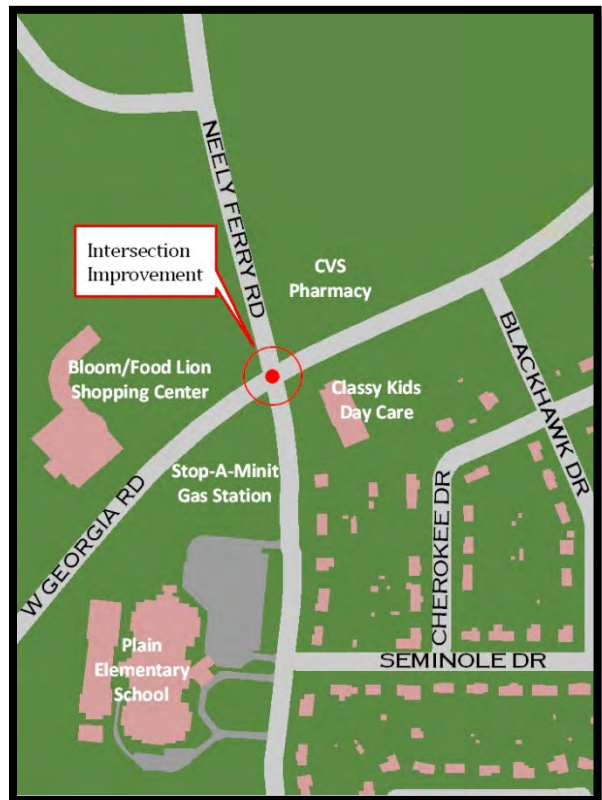 NEELY FERRY RD
Intersection
Improvement
CVS
Pharmacy
BLACKHAWK DR
Bloom/Food Lion
Shopping Center
Classy Kids
Day Care
Stop-A-Minit
Gas Station
W GEORGIA RD
CHEROKEE DR
Plain
Elementary
School
SEMINOLE DR